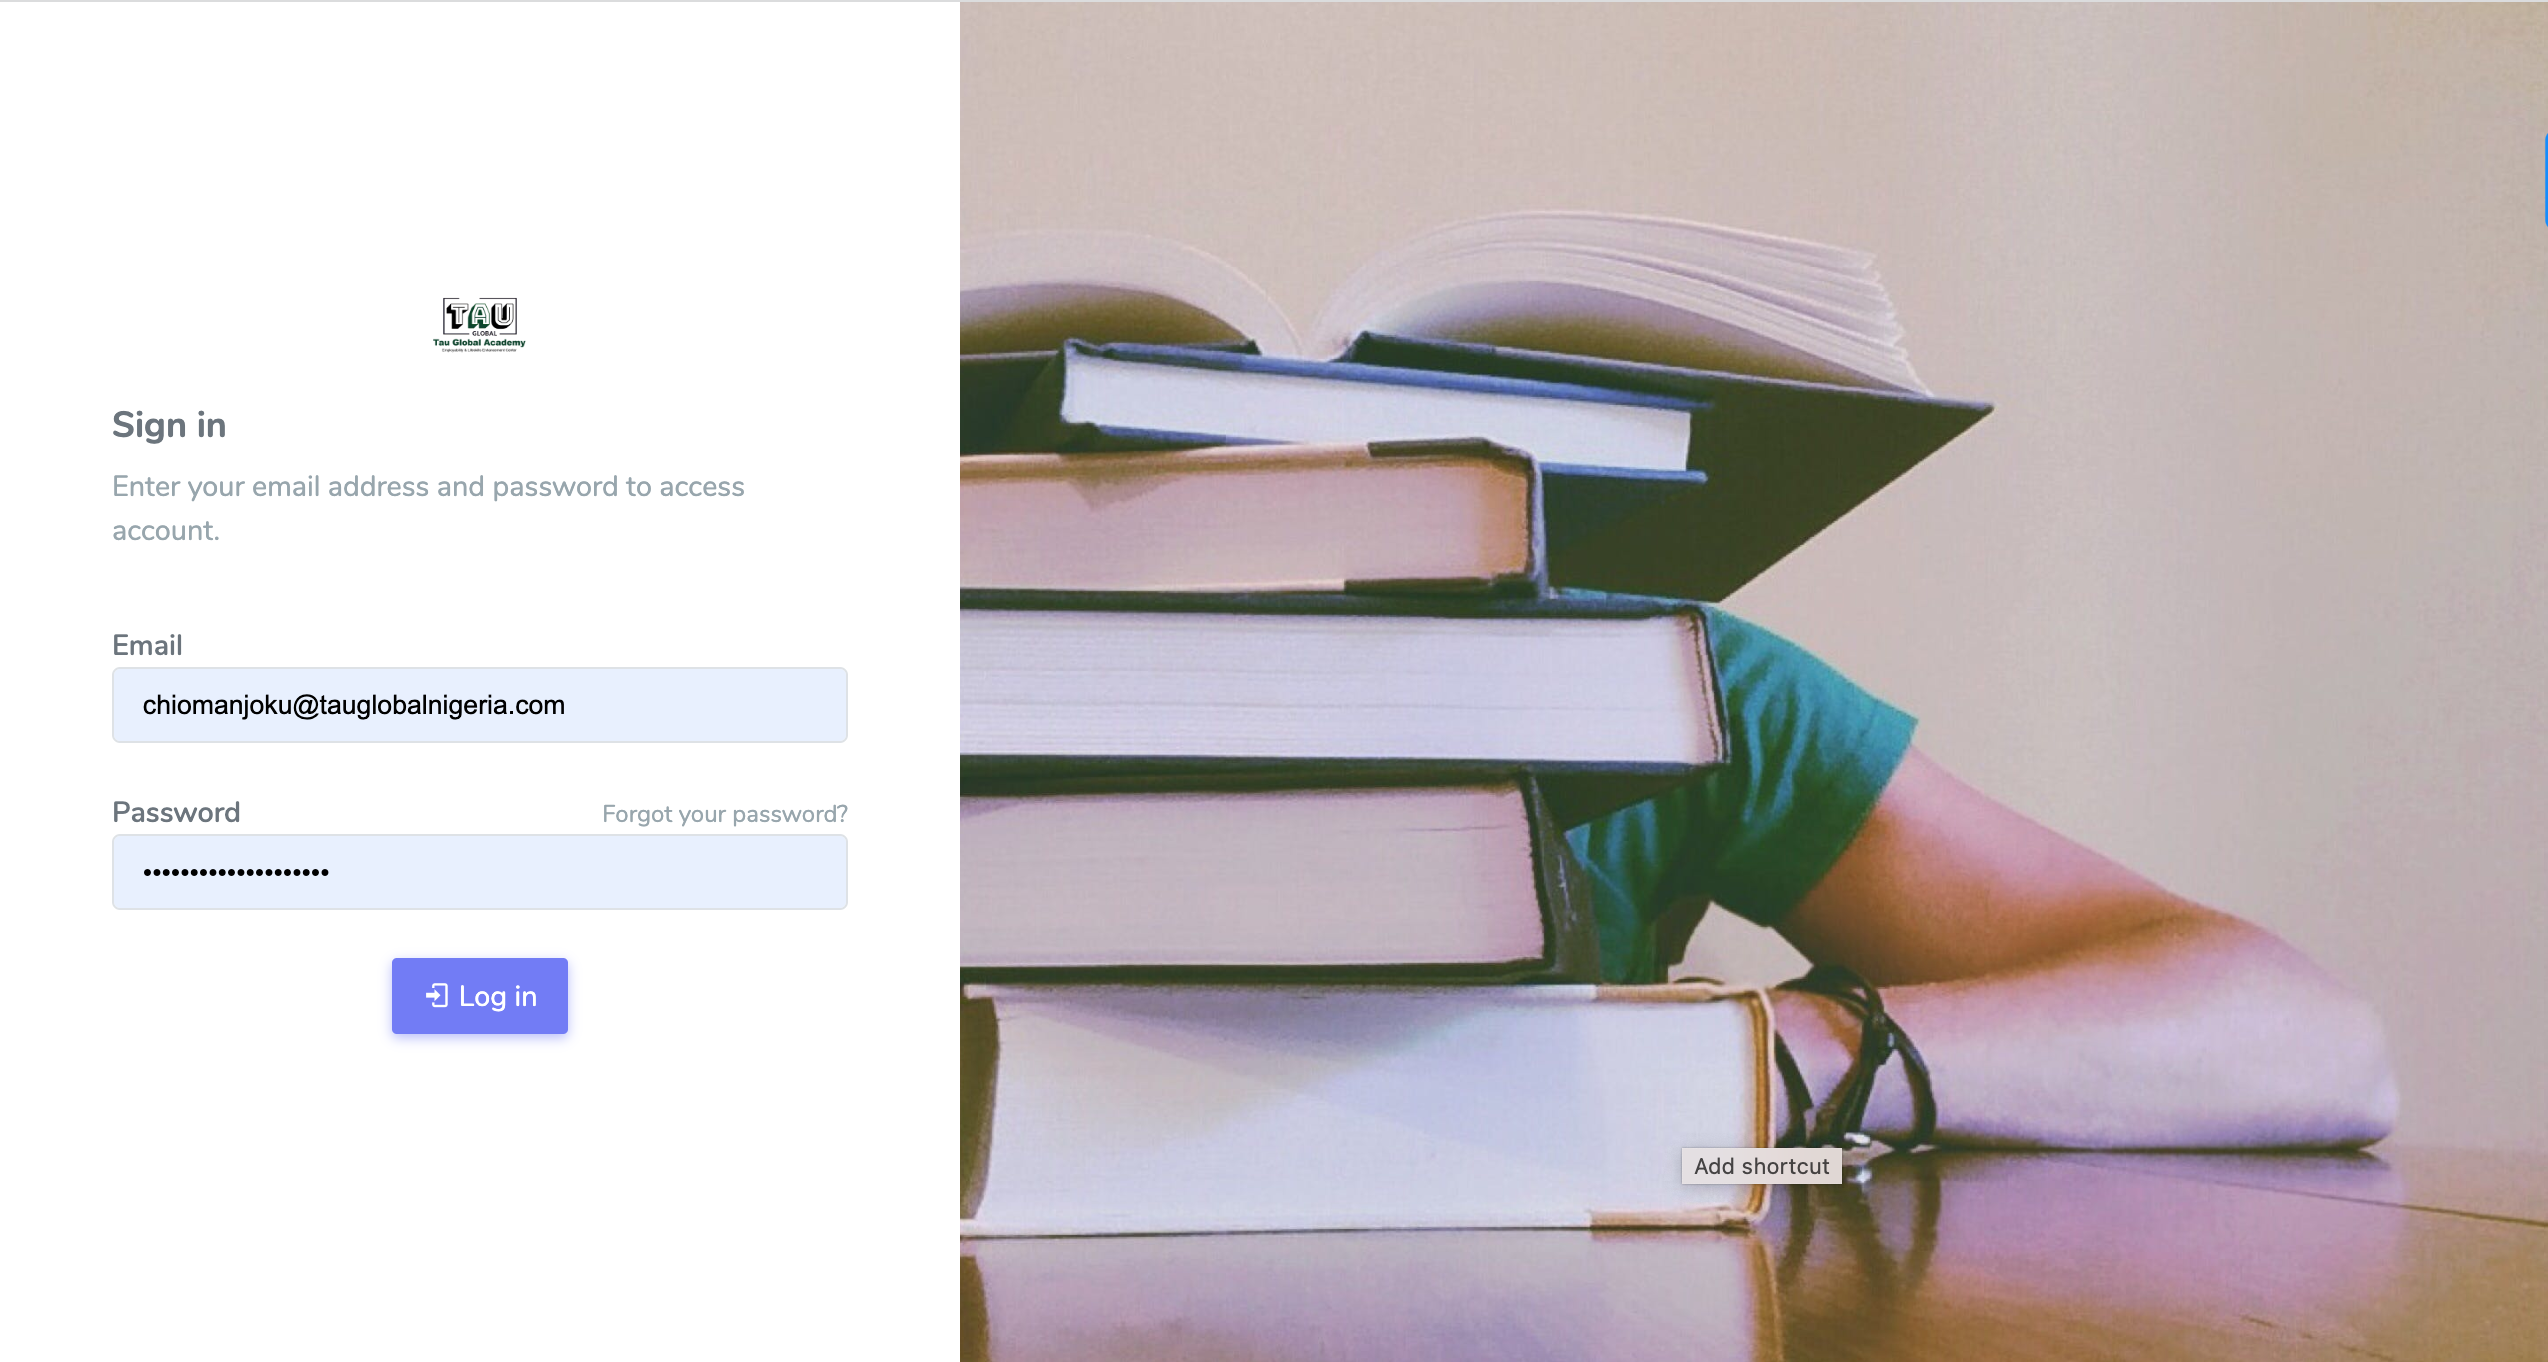 TAU
GLOBAL
Tau Global Academy
Sign in
Enter your email address and password to access
account.
Email
chiomanjoku@tauglobalnigeria.com
Password
Forgot your password?
Log in
Add shortcut